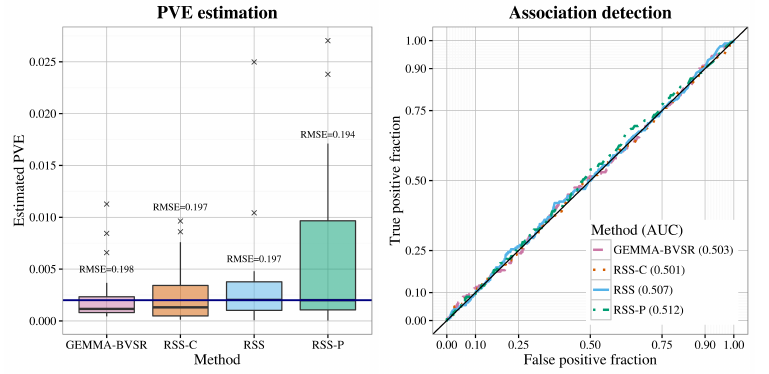 PVE estimation
Estimated PVE
0.025
0.020
0.015
0.010
0.005
0.000
RMSE=0.198
RMSE=0.197
RMSE=0.197
RMSE=0.194
GEMMA-BVSR RSS-C RSS RSS-P
Method
Association detection
True positive fraction
1.00
0.90
0.75
0.50
0.25
0.10
0.00
Method (AUC)
GEMMA-BVSR (0.503)
RSS-C (0.501)
RSS (0.507)
RSS-P (0.512)
0.00 0.10 0.25 0.50 0.75 0.90 1.00
False positive fraction